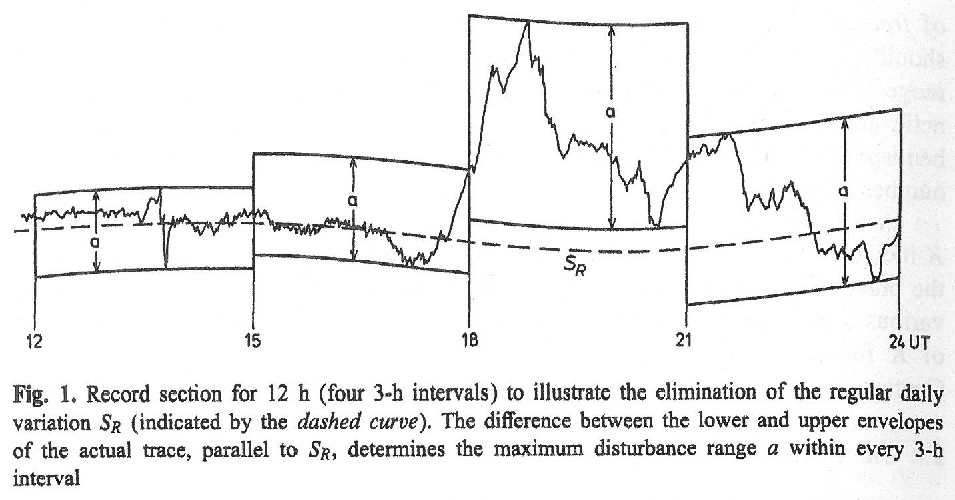 a
a
a
a
S_R
12
15
18
21
24 UT
Fig. 1. Record section for 12 h (four 3-h intervals) to illustrate the elimination of the regular daily
variation S_R (indicated by the dashed curve). The difference between the lower and upper envelopes
of the actual trace, parallel to S_R, determines the maximum disturbance range a within every 3-h
interval